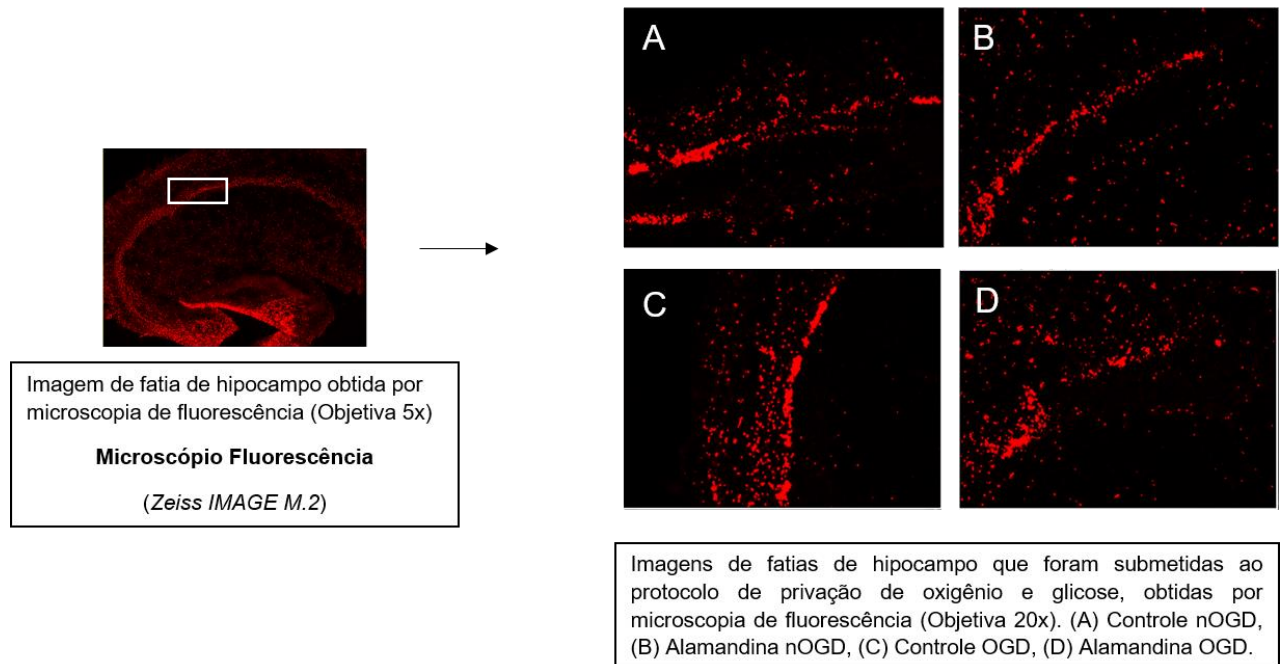 A
B
C
D
Imagem de fatia de hipocampo obtida por
microscopia de fluorescência (Objetiva 5x)
Microscópio Fluorescência
(Zeiss IMAGE M.2)
Imagens de fatias de hipocampo que foram submetidas ao
protocolo de privação de oxigênio e glicose, obtidas por
microscopia de fluorescência (Objetiva 20x). (A) Controle nOGD,
(B) Alamandina nOGD, (C) Controle OGD, (D) Alamandina OGD.